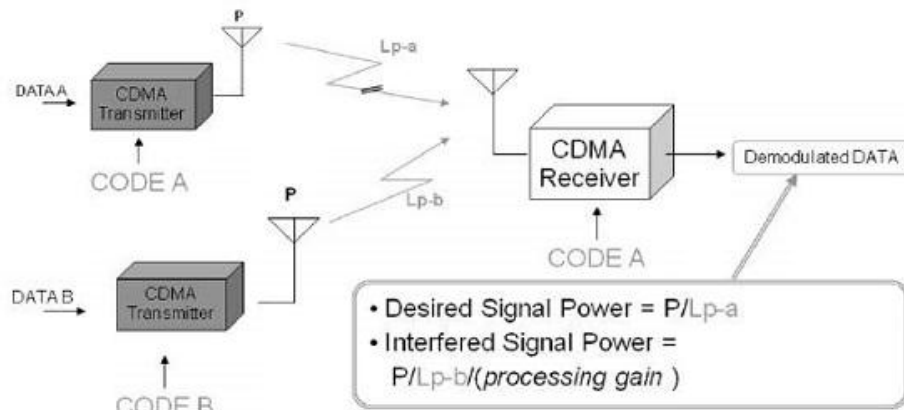 P
Lp-a
DATA A
CDMA
Transmitter
CODE A
CDMA
Receiver
Demodulated DATA
P
Lp-b
CODE A
DATA B
CDMA
Transmitter
CODE B
• Desired Signal Power = P/Lp-a
• Interfered Signal Power =
P/Lp-b/(processing gain )